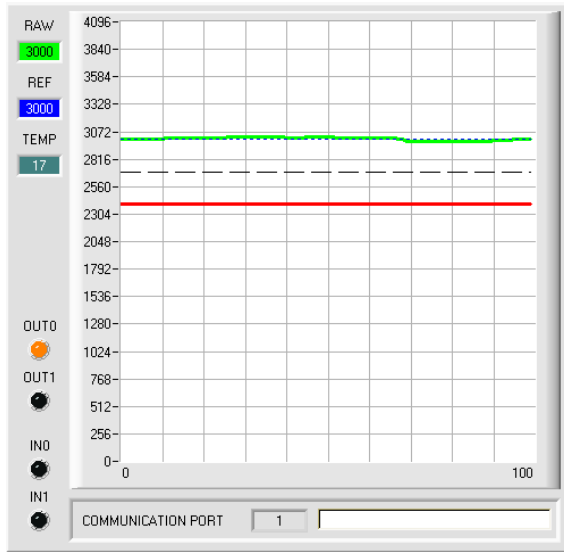 RAW
3000
REF
3000
TEMP
17
OUT0
OUT1
IN0
IN1
4096
3840
3584
3328
3072
2816
2560
2304
2048
1792
1536
1280
1024
768
512
256
0
0 100
COMMUNICATION PORT 1